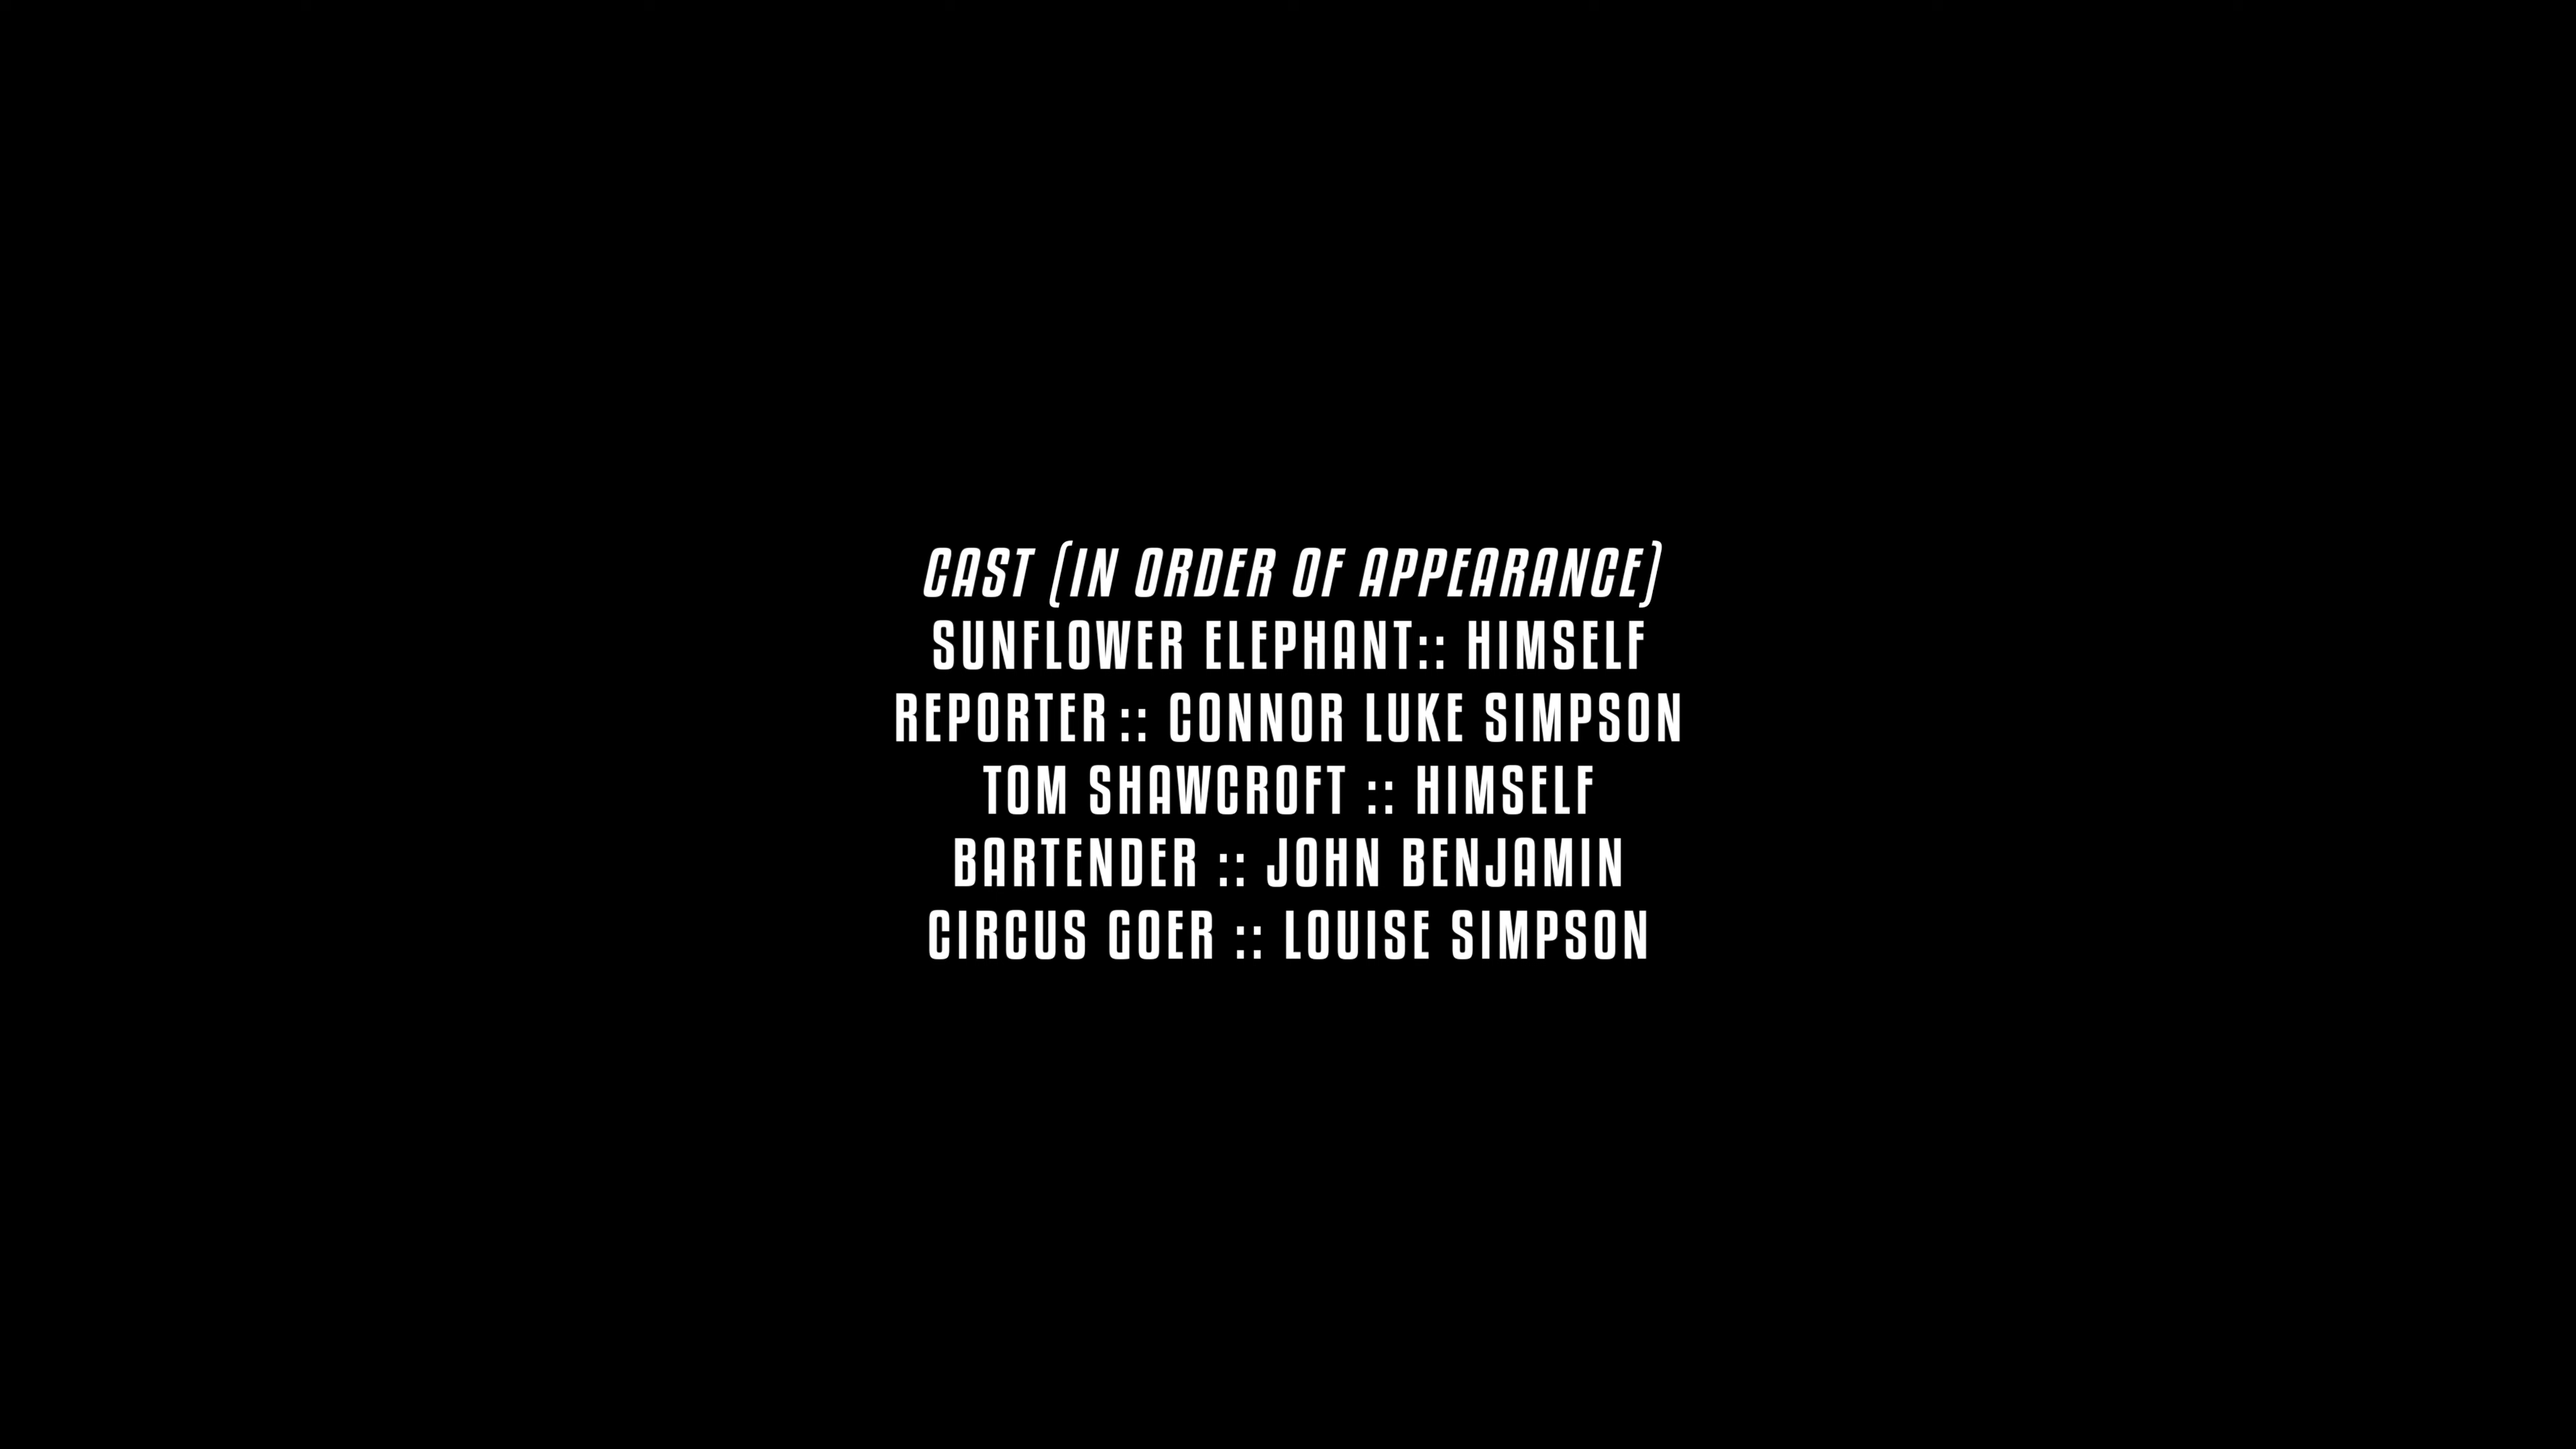 CAST (IN ORDER OF APPEARANCE)
SUNFLOWER ELEPHANT:: HIMSELF
REPORTER :: CONNOR LUKE SIMPSON
TOM SHAWCROFT :: HIMSELF
BARTENDER :: JOHN BENJAMIN
CIRCUS GOER :: LOUISE SIMPSON